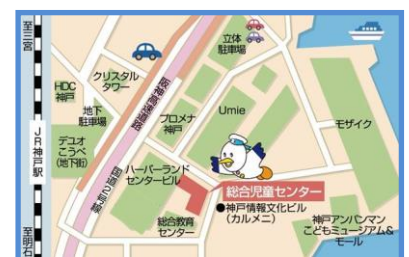 至三宮
立体
駐車場
HDC
神戸
クリスタル
タワー
地下
駐車場
阪神高速道路
プロメナ
神戸
Umie
モザイク
JR神戸駅
デュオ
こうべ
(地下街)
国道2号線
ハーバーランド
センタービル
総合児童センター
●神戸情報文化ビル
(カルメニ)
総合教育
センター
神戸アンパンマン
こどもミュージアム&
モール
至明石